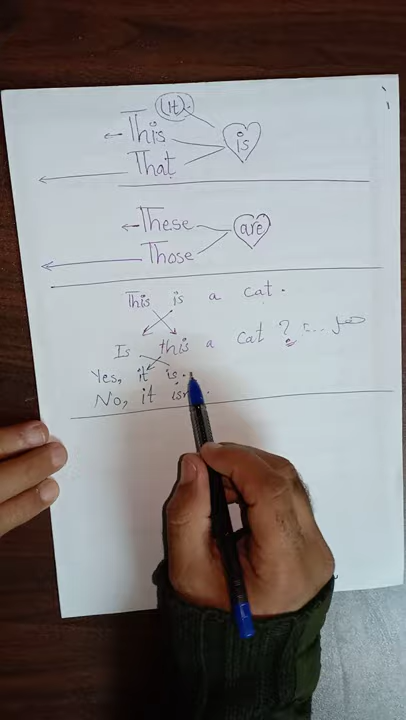 It
This
is
That
These
are
Those
This is a cat.
Is this a cat ?
Yes, it is.
No, it isn